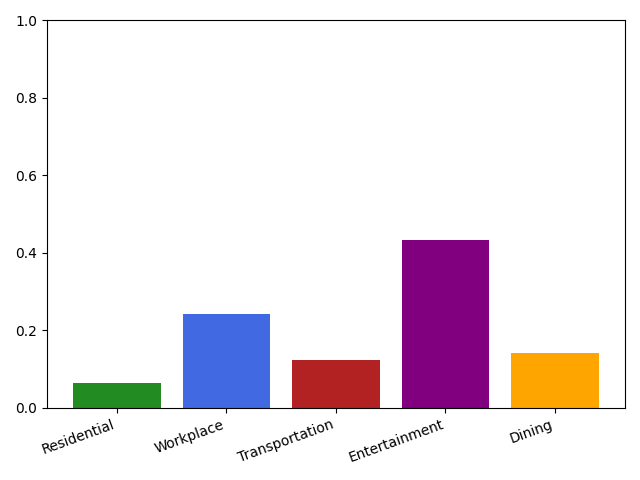 1.0
0.8
0.6
0.4
0.2
0.0
Residential
Workplace
Transportation
Entertainment
Dining